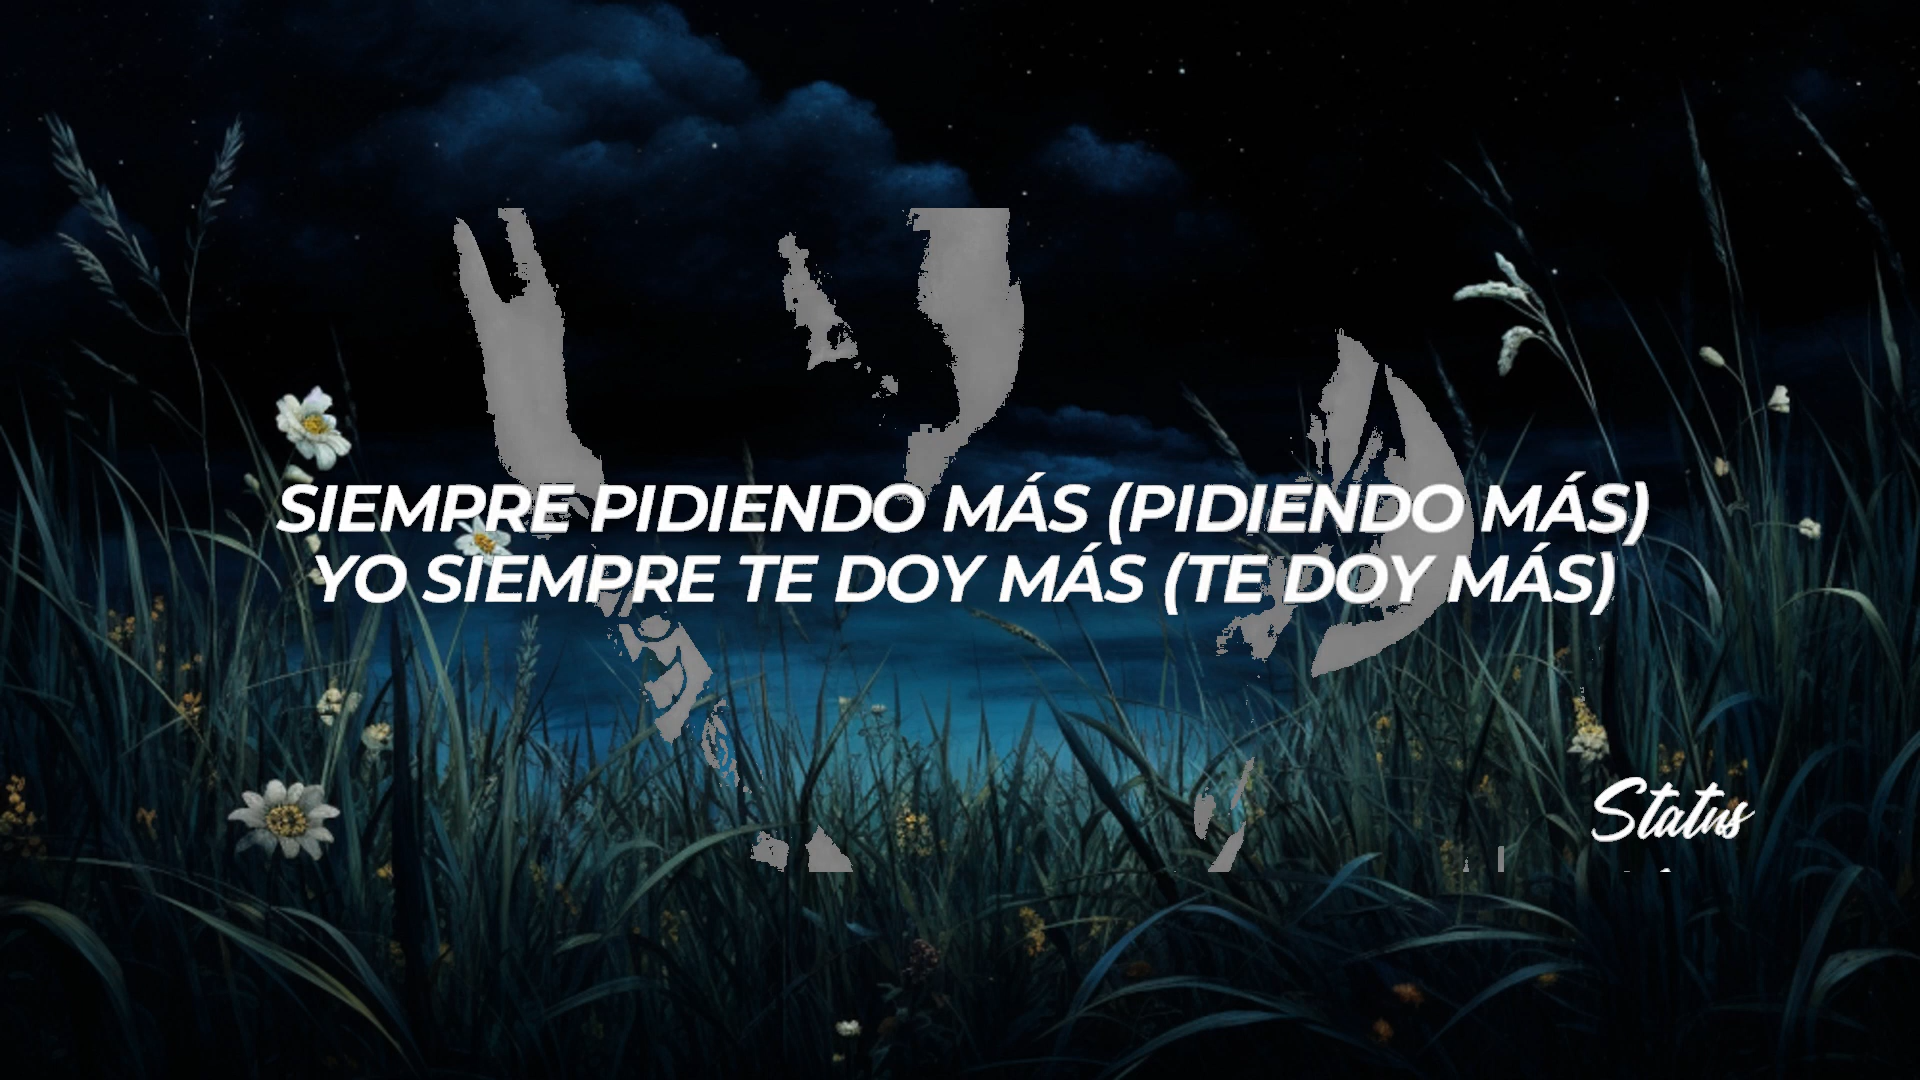 SIEMPRE PIDIENDO MÁS (PIDIENDO MÁS)
YO SIEMPRE TE DOY MÁS (TE DOY MÁS)
Status